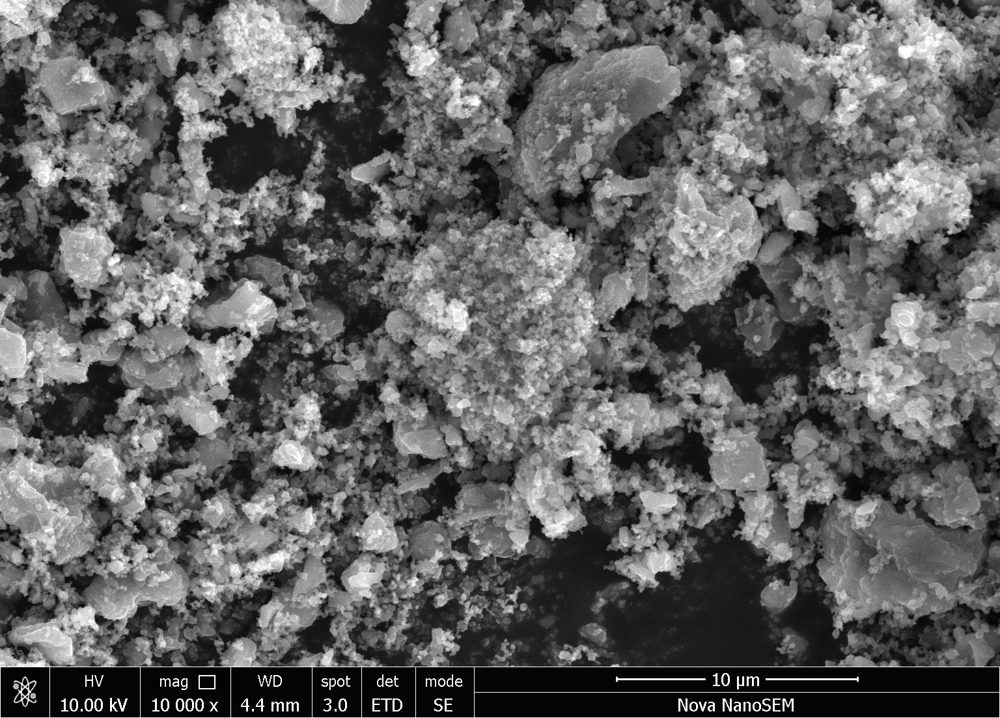 HV mag WD spot det mode 10 µm
10.00 kV 10 000 x 4.4 mm 3.0 ETD SE Nova NanoSEM